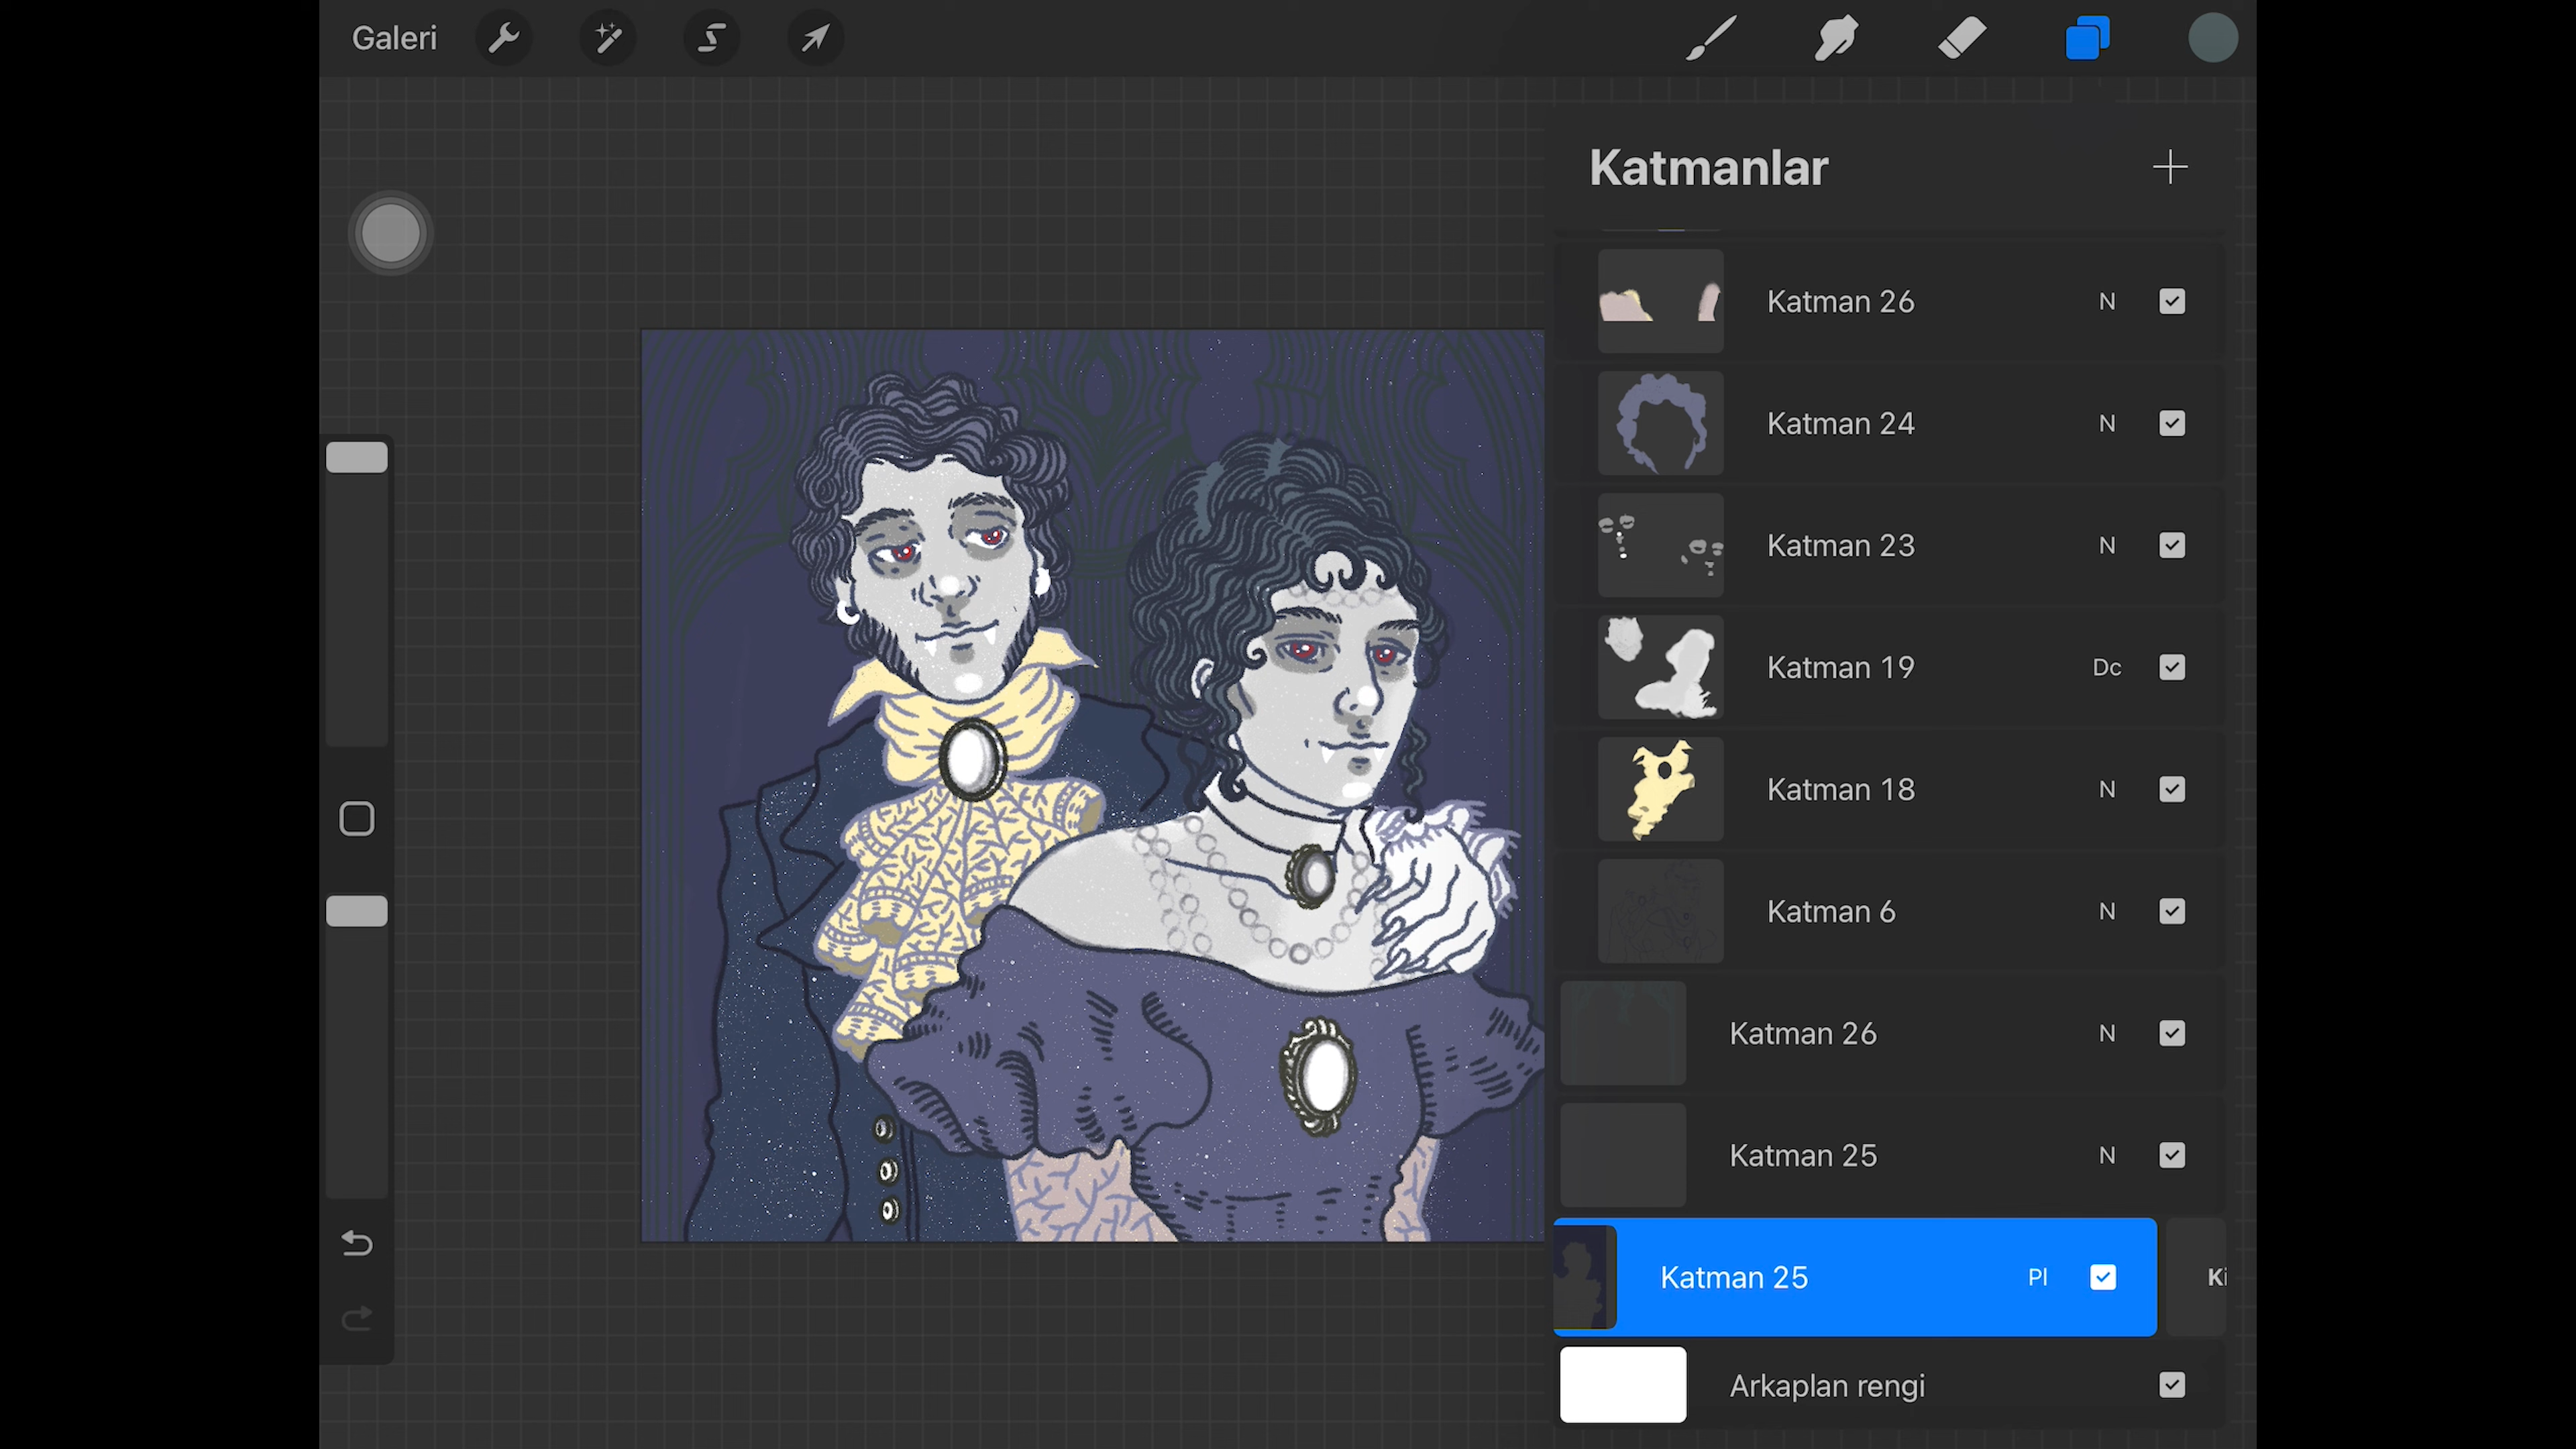 Galeri
Katmanlar
Katman 26 N
Katman 24 N
Katman 23 N
Katman 19 Dc
Katman 18 N
Katman 6 N
Katman 26 N
Katman 25 N
Katman 25 Pl Ki
Arkaplan rengi